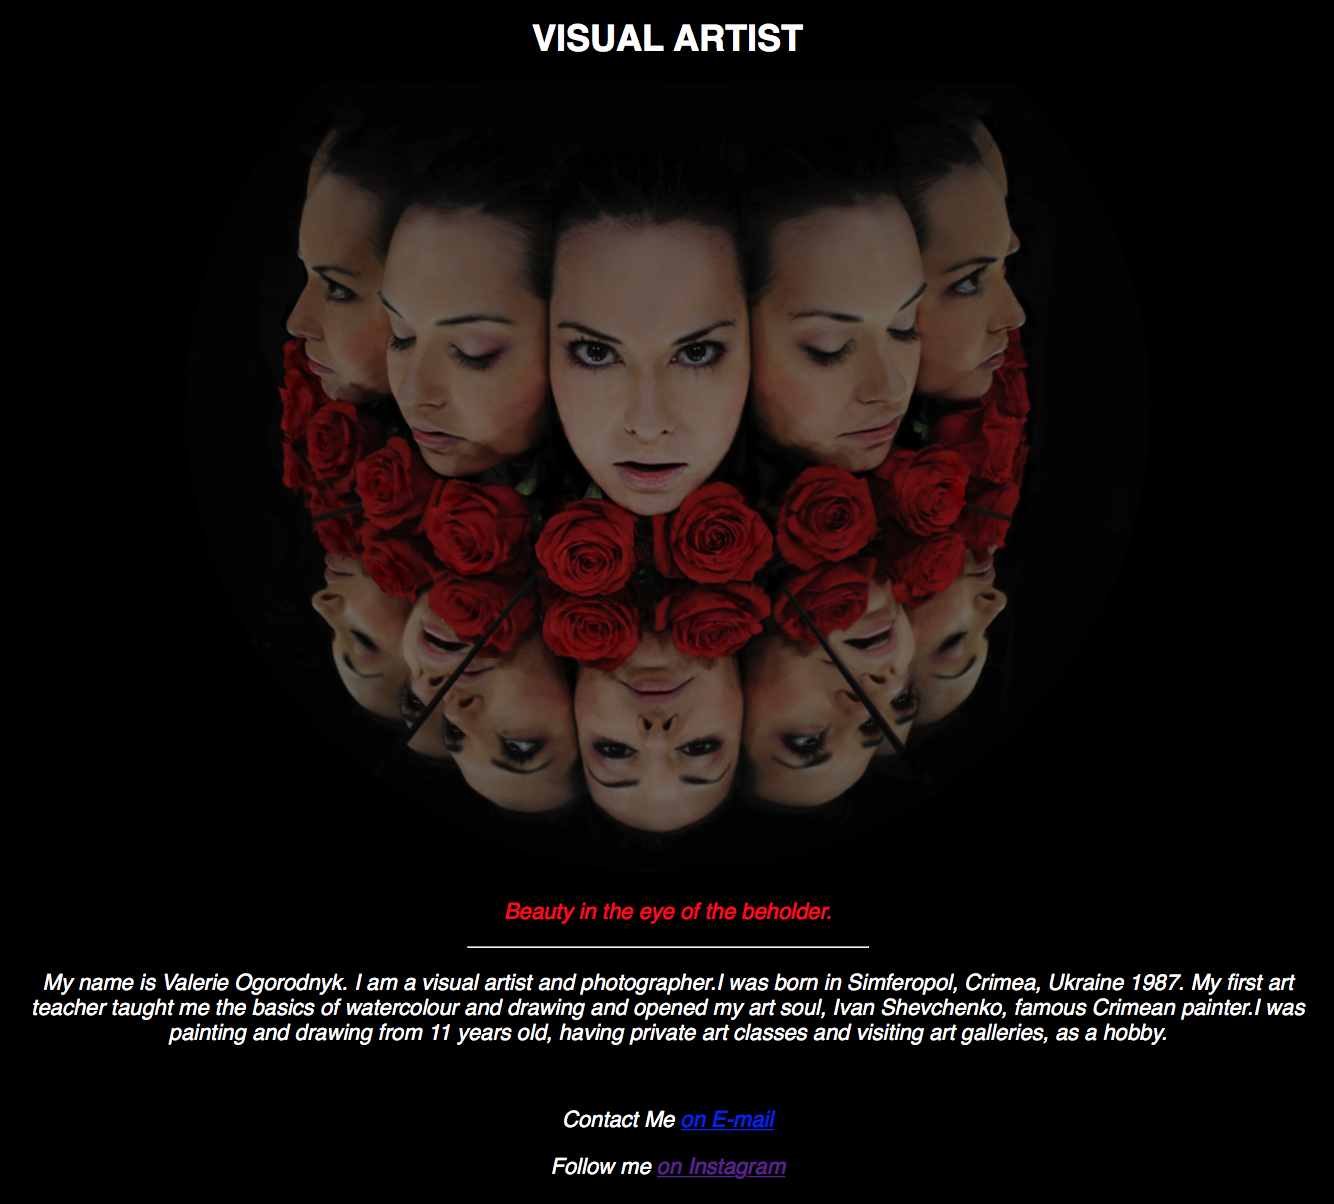 VISUAL ARTIST
Beauty in the eye of the beholder.
My name is Valerie Ogorodnyk. I am a visual artist and photographer.I was born in Simferopol, Crimea, Ukraine 1987. My first art
teacher taught me the basics of watercolour and drawing and opened my art soul, Ivan Shevchenko, famous Crimean painter.I was
painting and drawing from 11 years old, having private art classes and visiting art galleries, as a hobby.
Contact Me on E-mail
Follow me on Instagram